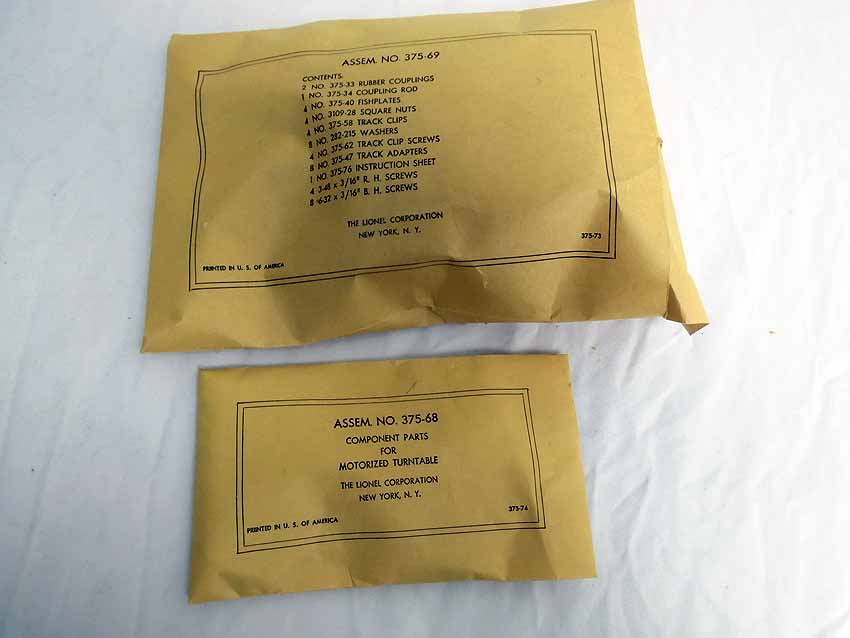 ASSEM. NO. 375-69
CONTENTS.
2 NO. 375-33 RUBBER COUPLINGS
1 NO. 375-34 COUPLING ROD
4 NO. 375-40 FISHPLATES
4 NO. 3109-28 SQUARE NUTS
4 NO. 375-58 TRACK CLIPS
8 NO. 282-215 WASHERS
4 NO. 375-62 TRACK CLIP SCREWS
8 NO. 375-47 TRACK ADAPTERS
1 NO. 375-76 INSTRUCTION SHEET
4 3-48 x 3/16" R. H. SCREWS
8 -6-32 x 3/16" B. H. SCREWS
THE LIONEL CORPORATION
NEW YORK, N. Y.
PRINTED IN U. S. OF AMERICA
375-73
ASSEM. NO. 375-68
COMPONENT PARTS
FOR
MOTORIZED TURNTABLE
THE LIONEL CORPORATION
NEW YORK, N. Y.
PRINTED IN U. S. OF AMERICA
375-74